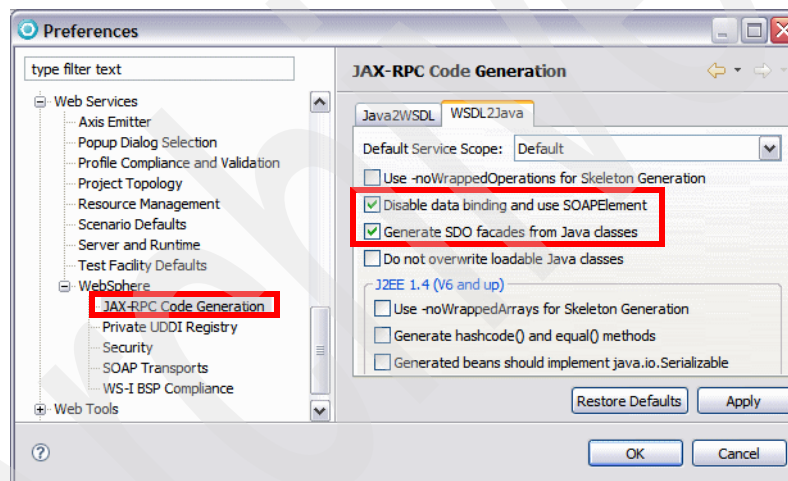 Preferences
type filter text
Web Services
Axis Emitter
Popup Dialog Selection
Profile Compliance and Validation
Project Topology
Resource Management
Scenario Defaults
Server and Runtime
Test Facility Defaults
WebSphere
JAX-RPC Code Generation
Private UDDI Registry
Security
SOAP Transports
WS-I BSP Compliance
Web Tools
JAX-RPC Code Generation
Java2WSDL WSDL2Java
Default Service Scope: Default
Use -noWrappedOperations for Skeleton Generation
Disable data binding and use SOAPElement
Generate SDO facades from Java classes
Do not overwrite loadable Java classes
J2EE 1.4 (V6 and up)
Use -noWrappedArrays for Skeleton Generation
Generate hashcode() and equal() methods
Generated beans should implement java.io.Serializable
Restore Defaults Apply
? OK Cancel